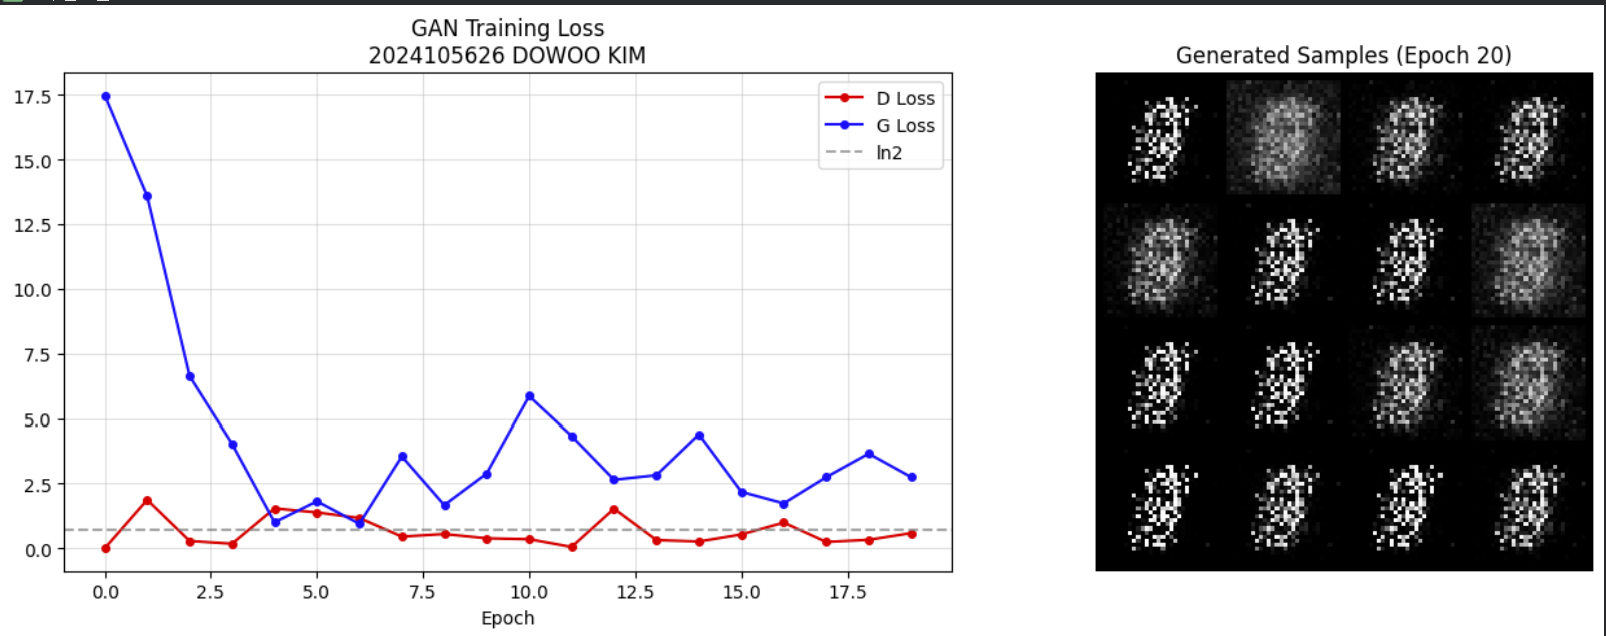 GAN Training Loss
2024105626 DOWOO KIM
17.5
15.0
12.5
10.0
7.5
5.0
2.5
0.0
D Loss
G Loss
ln2
0.0 2.5 5.0 7.5 10.0 12.5 15.0 17.5
Epoch
Generated Samples (Epoch 20)